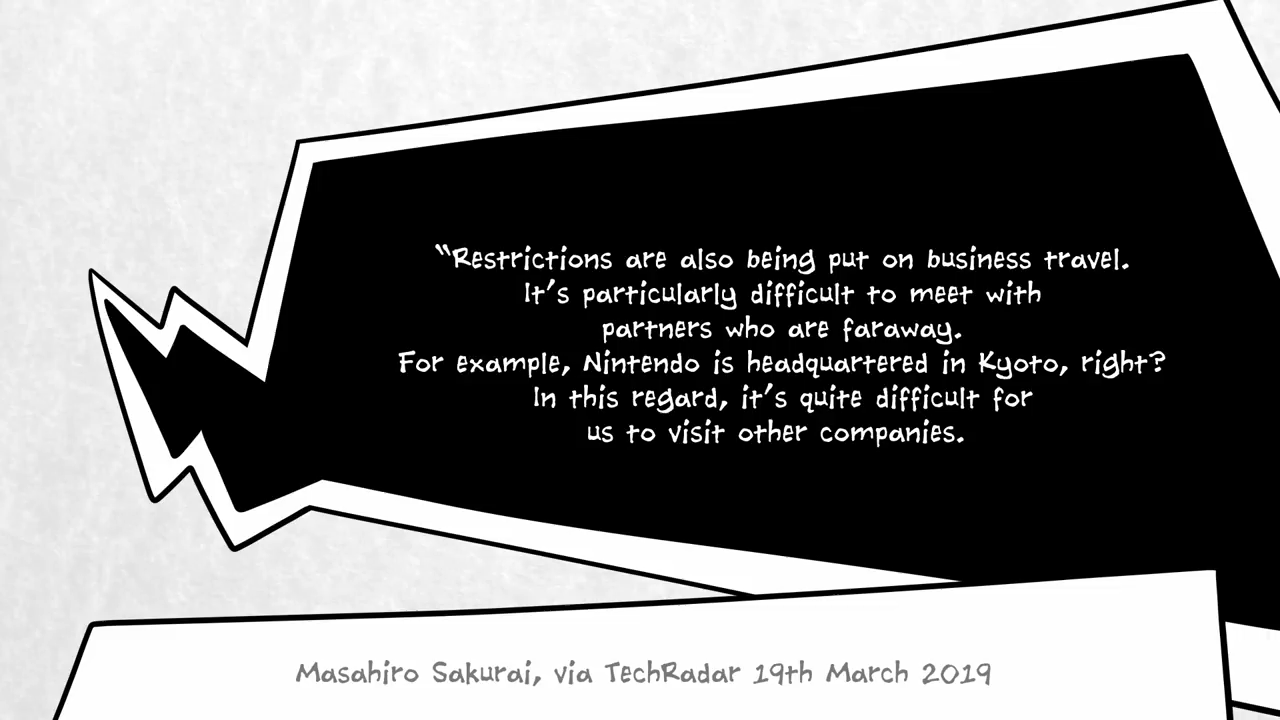 “Restrictions are also being put on business travel.
It's particularly difficult to meet with
partners who are faraway.
For example, Nintendo is headquartered in Kyoto, right?
In this regard, it's quite difficult for
us to visit other companies.
Masahiro Sakurai, via TechRadar 19th March 2019